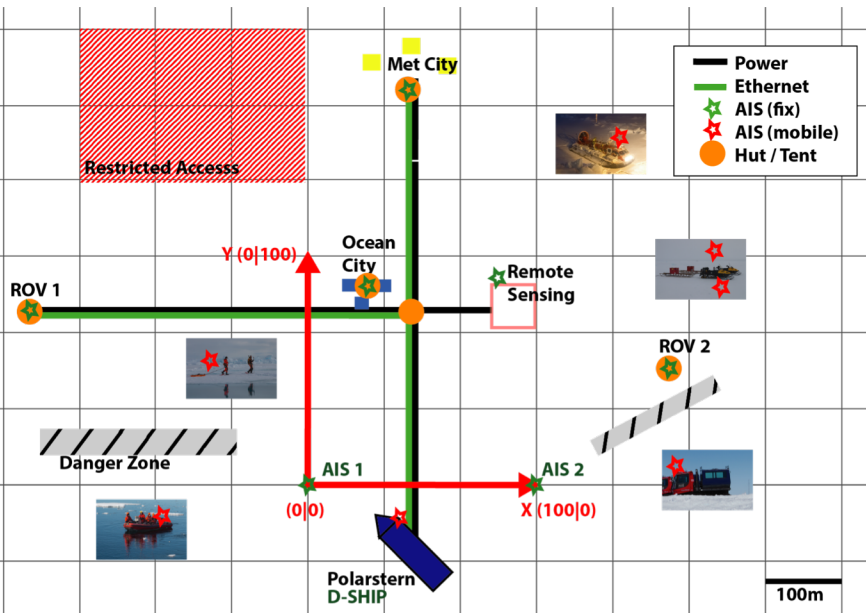 Met City
Power
Ethernet
AIS (fix)
AIS (mobile)
Hut / Tent
Restricted Accesss
Ocean
City
Y (0|100)
Remote
Sensing
ROV 1
ROV 2
Danger Zone
AIS 1
AIS 2
(0|0)
X (100|0)
Polarstern
D-SHIP
100m